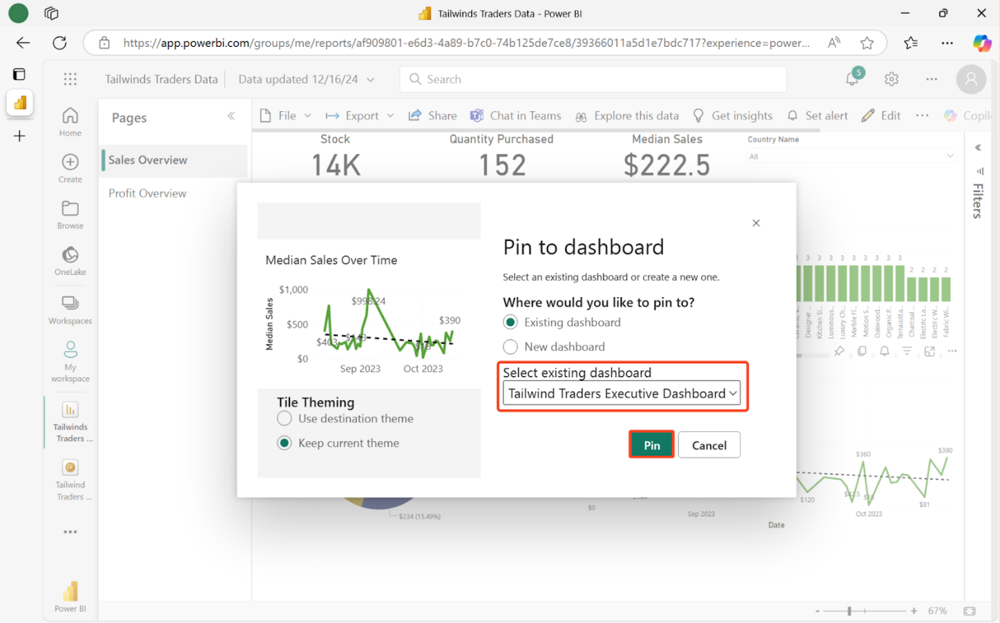 Tailwinds Traders Data - Power BI
https://app.powerbi.com/groups/me/reports/af909801-e6d3-4a89-b7c0-74b125de7ce8/39366011a5d1e7bdc717?experience=power...
Tailwinds Traders Data
Data updated 12/16/24
Search
5
Home
Create
Browse
OneLake
Workspaces
My
workspace
Tailwinds
Traders ...
Tailwind
Traders ...
Power BI
Pages
Sales Overview
Profit Overview
File
Export
Share
Chat in Teams
Explore this data
Get insights
Set alert
Edit
Copil
Stock
14K
Quantity Purchased
152
Median Sales
$222.5
Country Name
All
Filters
Median Sales Over Time
Median Sales
$1,000
$500
$0
$998.24
$390
$403
$143
Sep 2023
Oct 2023
Tile Theming
Use destination theme
Keep current theme
Pin to dashboard
Select an existing dashboard or create a new one.
Where would you like to pin to?
Existing dashboard
New dashboard
Select existing dashboard
Tailwind Traders Executive Dashboard
Pin
Cancel
3 3 3 3 3 3 3 3 3 2 2 2 2
Designer ...
Kitchen Si...
Luminous...
Luxury Ch...
Marble Fl...
Motion S...
Oakwood...
Organic P...
Terracotta...
Charcoal ...
Electric La...
Electric W...
Fabric Wi...
$234 (15.49%)
$0
Sep 2023
$120
$360
$390
$81
Oct 2023
Date
67%